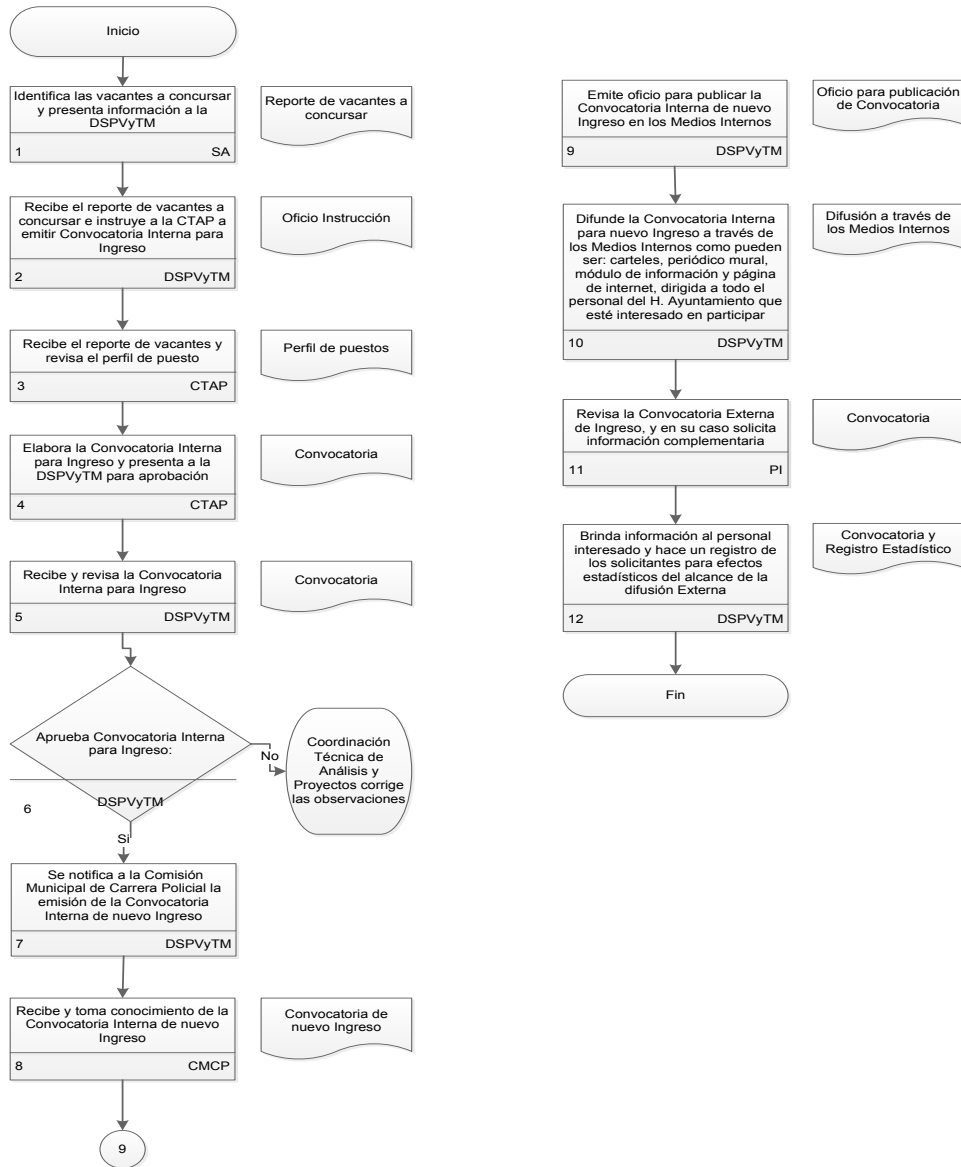 Inicio
Identifica las vacantes a concursar
y presenta información a la
DSPVyTM
1 SA
Reporte de vacantes a
concursar
Recibe el reporte de vacantes a
concursar e instruye a la CTAP a
emitir Convocatoria Interna para
Ingreso
2 DSPVyTM
Oficio Instrucción
Recibe el reporte de vacantes y
revisa el perfil de puesto
3 CTAP
Perfil de puestos
Elabora la Convocatoria Interna
para Ingreso y presenta a la
DSPVyTM para aprobación
4 CTAP
Convocatoria
Recibe y revisa la Convocatoria
Interna para Ingreso
5 DSPVyTM
Convocatoria
Aprueba Convocatoria Interna
para Ingreso:
6 DSPVyTM
No
Coordinación
Técnica de
Análisis y
Proyectos corrige
las observaciones
Si
Se notifica a la Comisión
Municipal de Carrera Policial la
emisión de la Convocatoria
Interna de nuevo Ingreso
7 DSPVyTM
Recibe y toma conocimiento de la
Convocatoria Interna de nuevo
Ingreso
8 CMCP
Convocatoria de
nuevo Ingreso
9
Emite oficio para publicar la
Convocatoria Interna de nuevo
Ingreso en los Medios Internos
9 DSPVyTM
Oficio para publicación
de Convocatoria
Difunde la Convocatoria Interna
para nuevo Ingreso a través de
los Medios Internos como pueden
ser: carteles, periódico mural,
módulo de información y página
de internet, dirigida a todo el
personal del H. Ayuntamiento que
esté interesado en participar
10 DSPVyTM
Difusión a través de
los Medios Internos
Revisa la Convocatoria Externa
de Ingreso, y en su caso solicita
información complementaria
11 PI
Convocatoria
Brinda información al personal
interesado y hace un registro de
los solicitantes para efectos
estadísticos del alcance de la
difusión Externa
12 DSPVyTM
Convocatoria y
Registro Estadístico
Fin